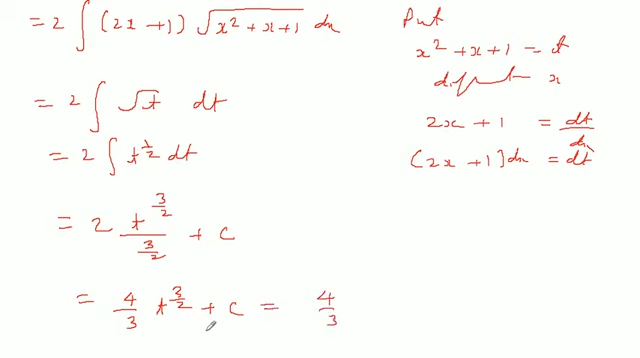 = 2 ∫ (2x + 1) √(x² + x + 1) dx
= 2 ∫ √t dt
= 2 ∫ t^(1/2) dt
= 2 t^(3/2) / (3/2) + c
= 4/3 t^(3/2) + c = 4/3
Put
x² + x + 1 = t
x
2x + 1 = dt/dx
(2x + 1) dx = dt